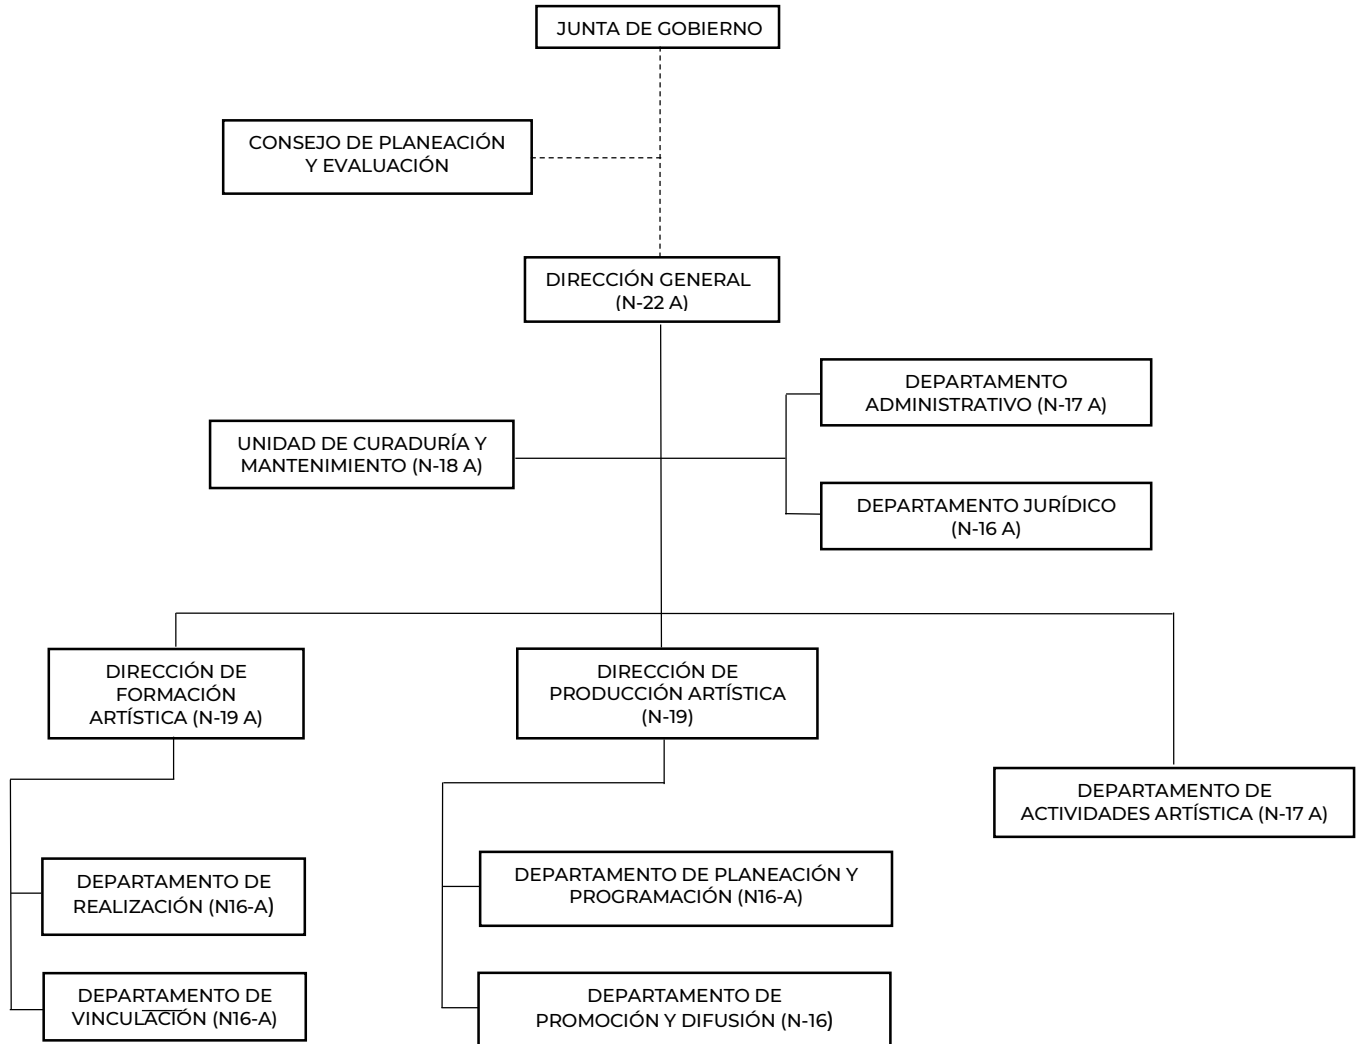 JUNTA DE GOBIERNO
CONSEJO DE PLANEACIÓN
Y EVALUACIÓN
DIRECCIÓN GENERAL
(N-22 A)
DEPARTAMENTO
ADMINISTRATIVO (N-17 A)
UNIDAD DE CURADURÍA Y
MANTENIMIENTO (N-18 A)
DEPARTAMENTO JURÍDICO
(N-16 A)
DIRECCIÓN DE
FORMACIÓN
ARTÍSTICA (N-19 A)
DIRECCIÓN DE
PRODUCCIÓN ARTÍSTICA
(N-19)
DEPARTAMENTO DE
ACTIVIDADES ARTÍSTICA (N-17 A)
DEPARTAMENTO DE
REALIZACIÓN (N16-A)
DEPARTAMENTO DE PLANEACIÓN Y
PROGRAMACIÓN (N16-A)
DEPARTAMENTO DE
VINCULACIÓN (N16-A)
DEPARTAMENTO DE
PROMOCIÓN Y DIFUSIÓN (N-16)